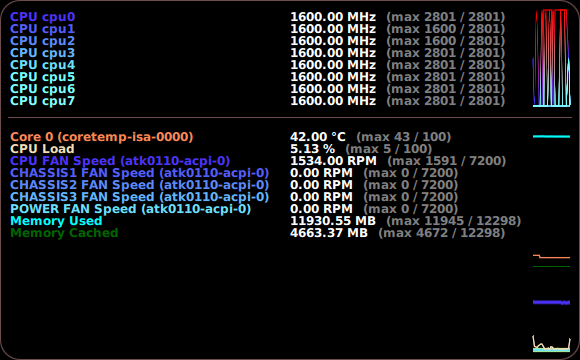 CPU cpu0 1600.00 MHz (max 2801 / 2801)
CPU cpu1 1600.00 MHz (max 1600 / 2801)
CPU cpu2 1600.00 MHz (max 1600 / 2801)
CPU cpu3 1600.00 MHz (max 2801 / 2801)
CPU cpu4 1600.00 MHz (max 2801 / 2801)
CPU cpu5 1600.00 MHz (max 2801 / 2801)
CPU cpu6 1600.00 MHz (max 2801 / 2801)
CPU cpu7 1600.00 MHz (max 2801 / 2801)
Core 0 (coretemp-isa-0000) 42.00 °C (max 43 / 100)
CPU Load 5.13 % (max 5 / 100)
CPU FAN Speed (atk0110-acpi-0) 1534.00 RPM (max 1591 / 7200)
CHASSIS1 FAN Speed (atk0110-acpi-0) 0.00 RPM (max 0 / 7200)
CHASSIS2 FAN Speed (atk0110-acpi-0) 0.00 RPM (max 0 / 7200)
CHASSIS3 FAN Speed (atk0110-acpi-0) 0.00 RPM (max 0 / 7200)
POWER FAN Speed (atk0110-acpi-0) 0.00 RPM (max 0 / 7200)
Memory Used 11930.55 MB (max 11945 / 12298)
Memory Cached 4663.37 MB (max 4672 / 12298)